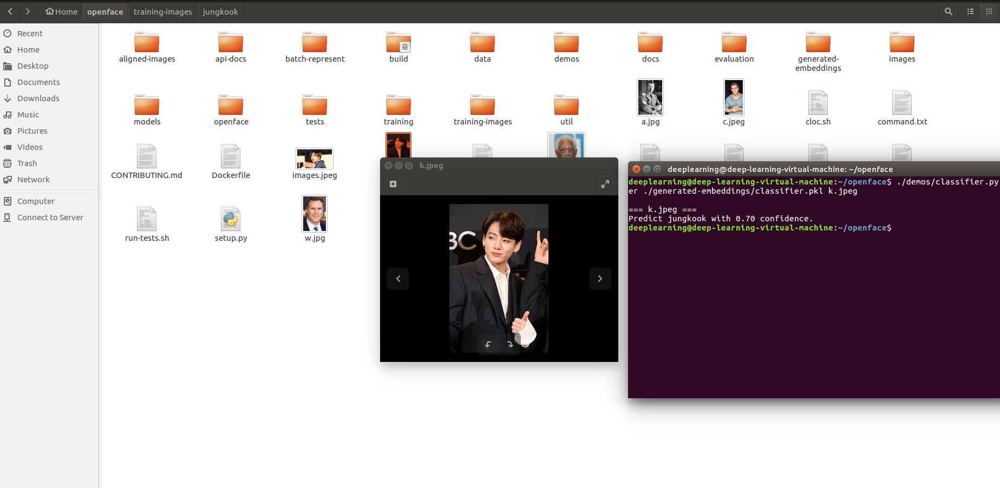 Home openface training-images jungkook
Recent
Home
Desktop
Documents
Downloads
Music
Pictures
Videos
Trash
Network
Computer
Connect to Server
aligned-images api-docs batch-represent build data demos docs evaluation generated-embeddings images
models openface tests training training-images util a.jpg c.jpeg cloc.sh command.txt
CONTRIBUTING.md Dockerfile images.jpeg
run-tests.sh setup.py w.jpg
k.jpeg
BC
BC
deeplearning@deep-learning-virtual-machine: ~/openface
deeplearning@deep-learning-virtual-machine:~/openface$ ./demos/classifier.py
er ./generated-embeddings/classifier.pkl k.jpeg
=== k.jpeg ===
Predict jungkook with 0.70 confidence.
deeplearning@deep-learning-virtual-machine:~/openface$